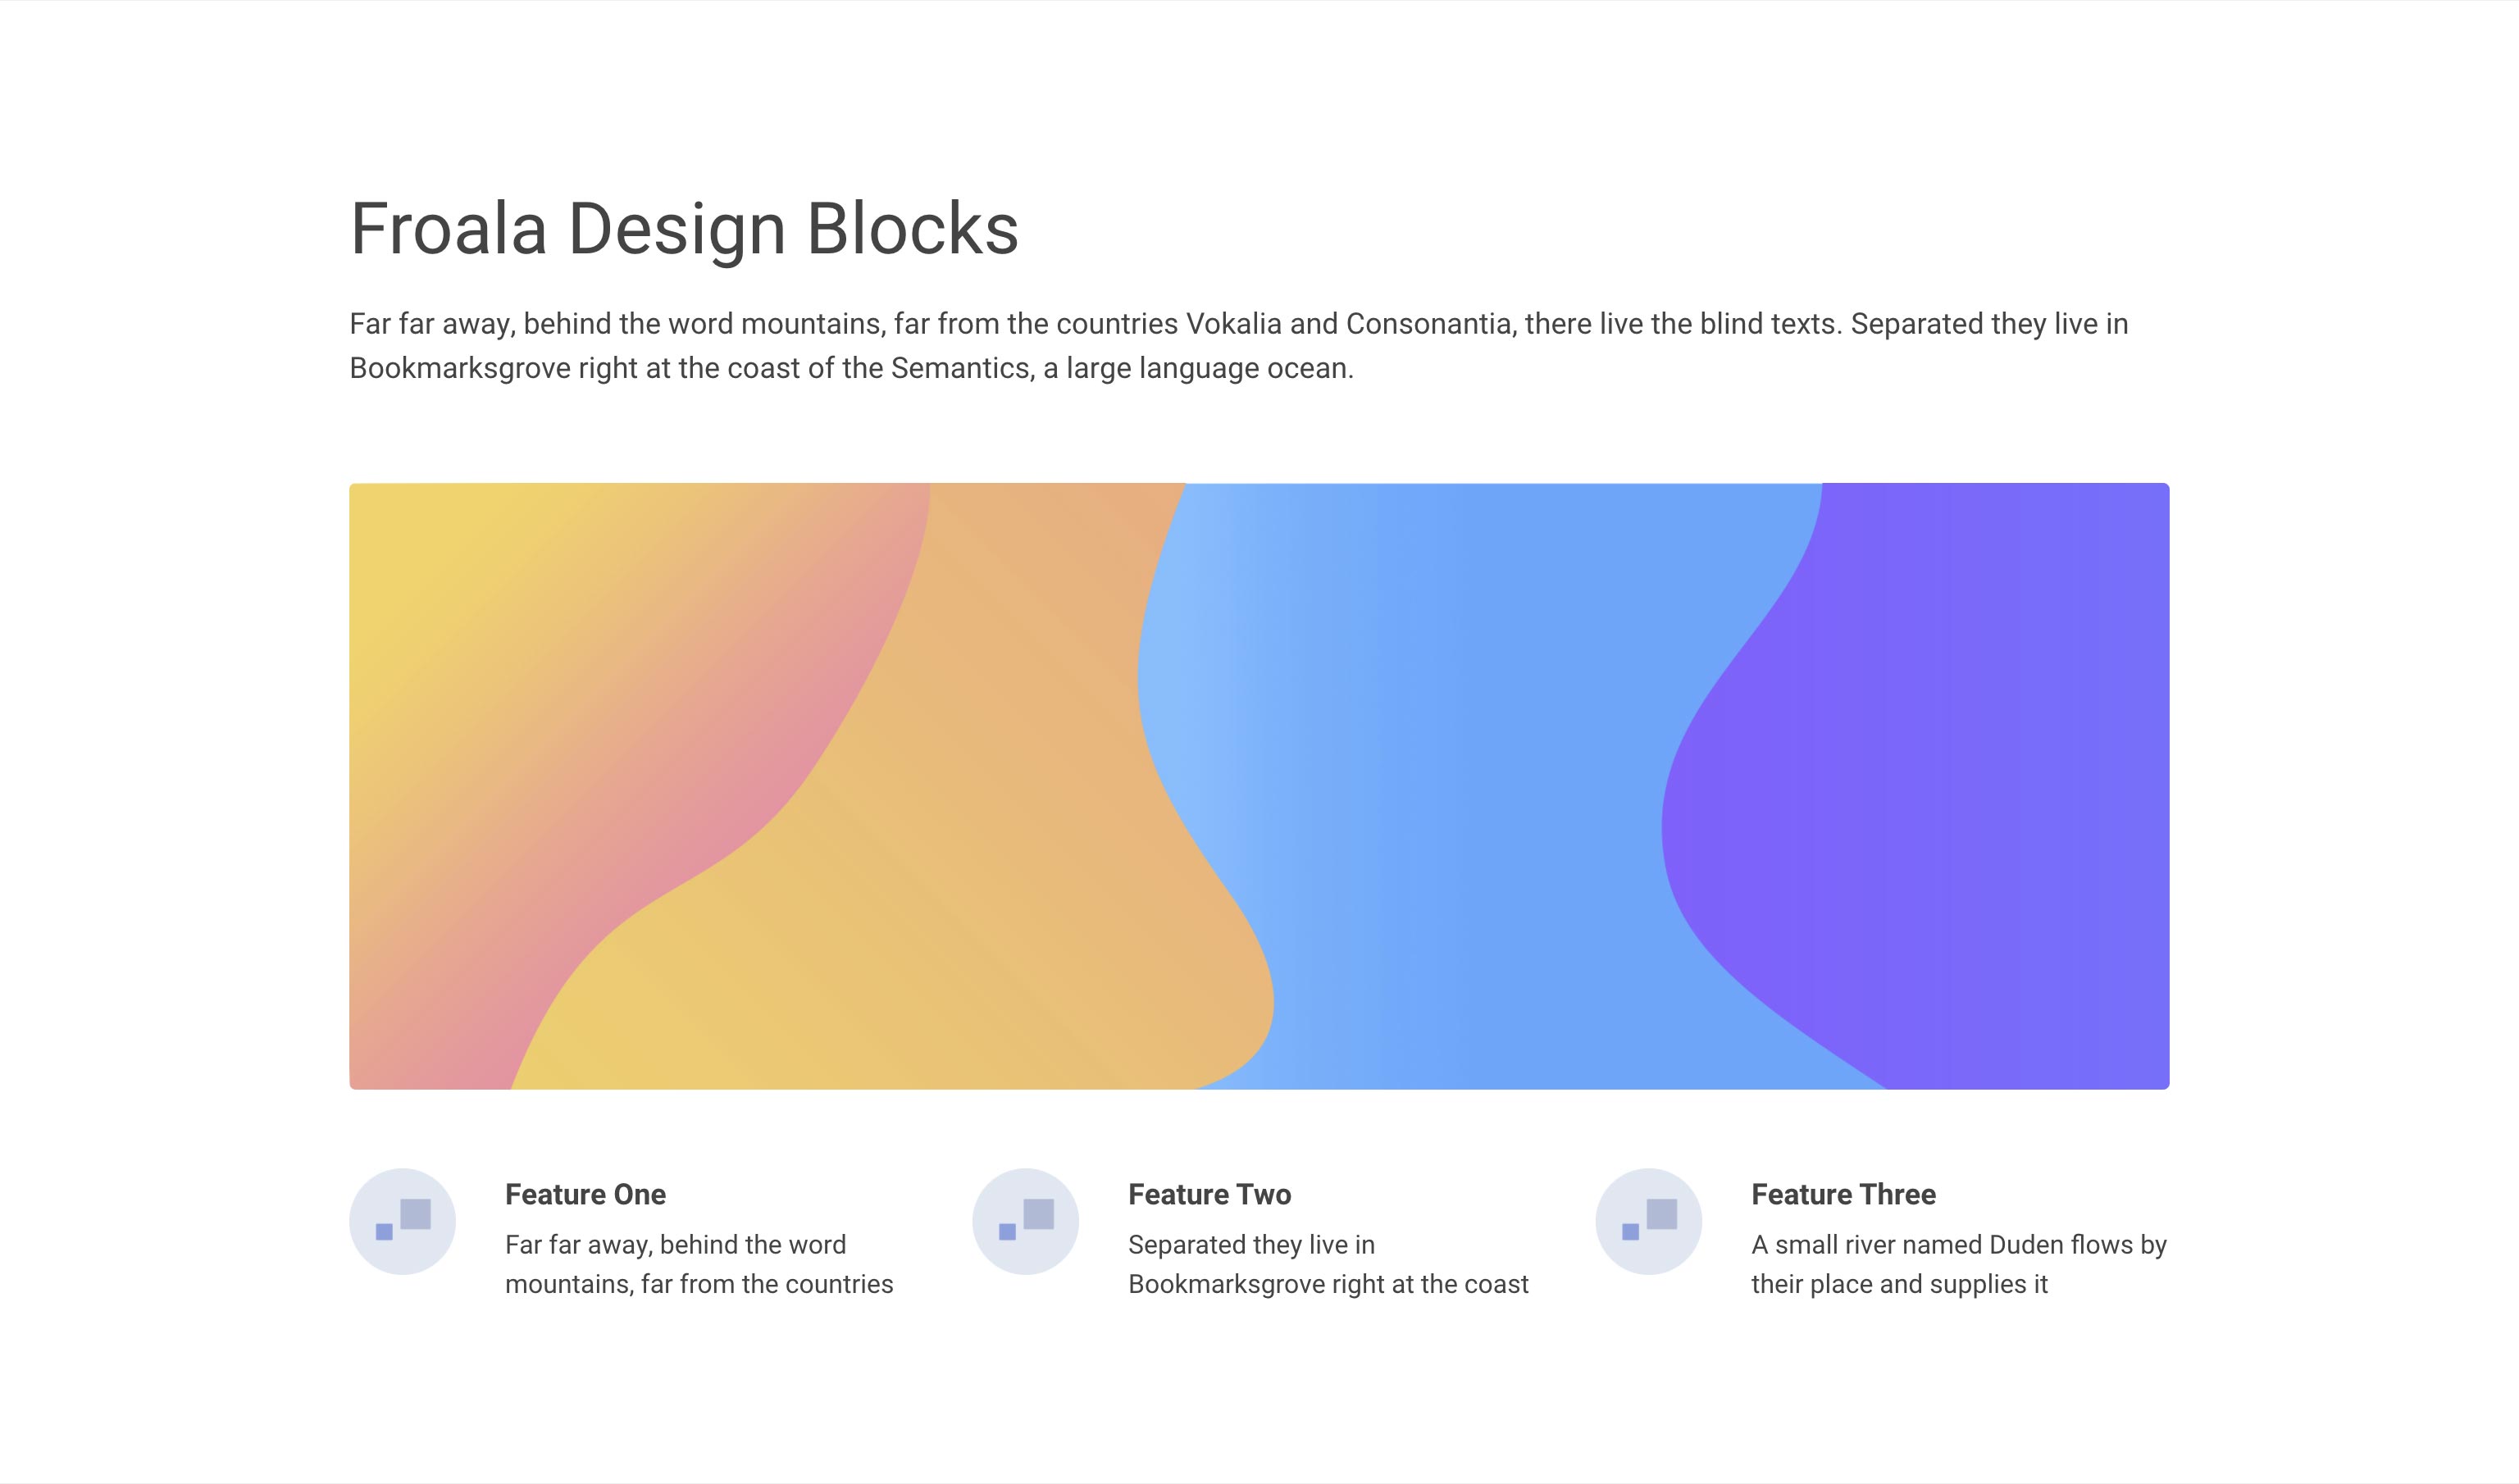 Froala Design Blocks
Far far away, behind the word mountains, far from the countries Vokalia and Consonantia, there live the blind texts. Separated they live in
Bookmarksgrove right at the coast of the Semantics, a large language ocean.
Feature One
Far far away, behind the word
mountains, far from the countries
Feature Two
Separated they live in
Bookmarksgrove right at the coast
Feature Three
A small river named Duden flows by
their place and supplies it